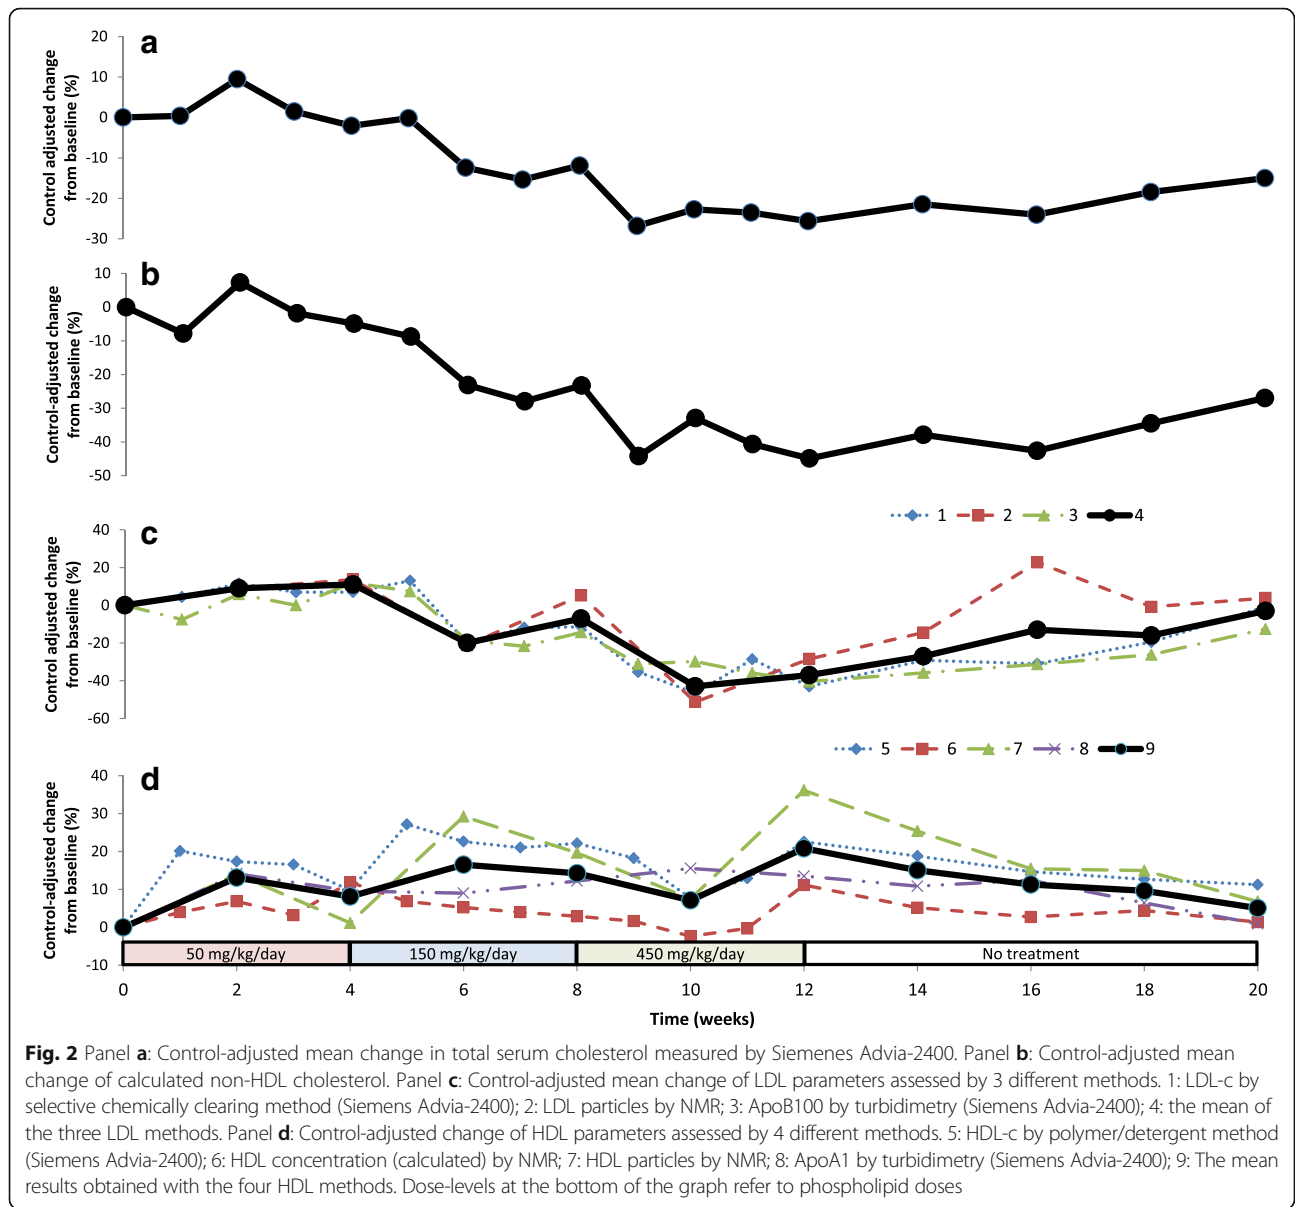 a
Control adjusted change
from baseline (%)
20
10
0
-10
-20
-30
b
Control-adjusted change
from baseline (%)
10
0
-10
-20
-30
-40
-50
1 2 3 4
c
Control adjusted change
from baseline (%)
40
20
0
-20
-40
-60
5 6 7 8 9
d
Control-adjusted change
from baseline (%)
40
30
20
10
0
-10
50 mg/kg/day 150 mg/kg/day 450 mg/kg/day No treatment
0 2 4 6 8 10 12 14 16 18 20
Time (weeks)
Fig. 2 Panel a: Control-adjusted mean change in total serum cholesterol measured by Siemenes Advia-2400. Panel b: Control-adjusted mean
change of calculated non-HDL cholesterol. Panel c: Control-adjusted mean change of LDL parameters assessed by 3 different methods. 1: LDL-c by
selective chemically clearing method (Siemens Advia-2400); 2: LDL particles by NMR; 3: ApoB100 by turbidimetry (Siemens Advia-2400); 4: the mean of
the three LDL methods. Panel d: Control-adjusted change of HDL parameters assessed by 4 different methods. 5: HDL-c by polymer/detergent method
(Siemens Advia-2400); 6: HDL concentration (calculated) by NMR; 7: HDL particles by NMR; 8: ApoA1 by turbidimetry (Siemens Advia-2400); 9: The mean
results obtained with the four HDL methods. Dose-levels at the bottom of the graph refer to phospholipid doses